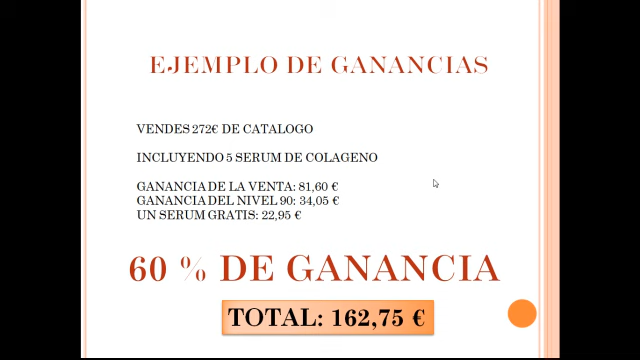 EJEMPLO DE GANANCIAS
VENDES 272€ DE CATALOGO
INCLUYENDO 5 SERUM DE COLAGENO
GANANCIA DE LA VENTA: 81,60 €
GANANCIA DEL NIVEL 90: 34,05 €
UN SERUM GRATIS: 22,95 €
60 % DE GANANCIA
TOTAL: 162,75 €